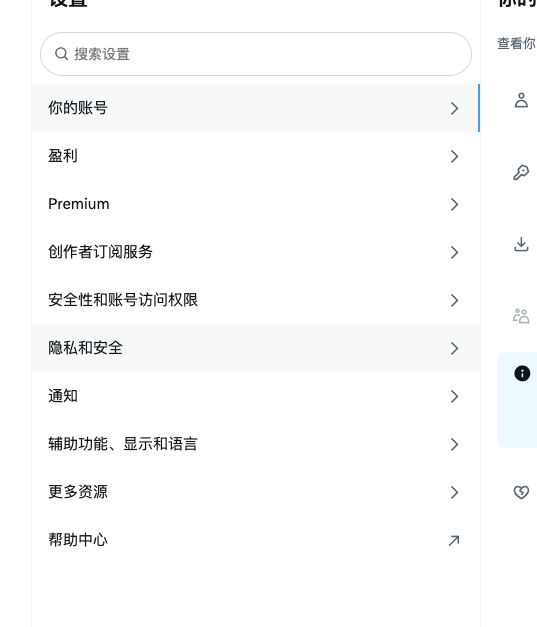 设置
搜索设置
你的账号
盈利
Premium
创作者订阅服务
安全性和账号访问权限
隐私和安全
通知
辅助功能、显示和语言
更多资源
帮助中心
你的
查看你